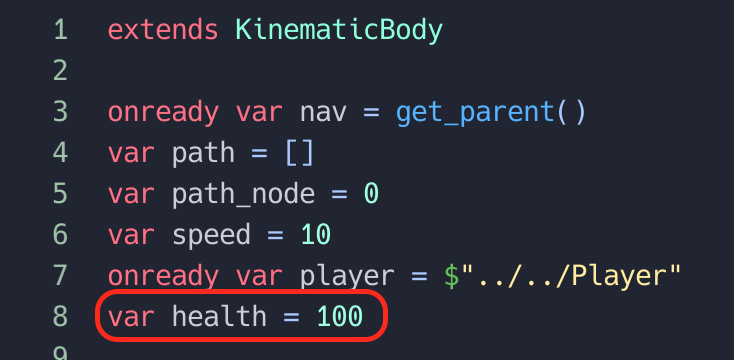 1 extends KinematicBody
2
3 onready var nav = get_parent()
4 var path = []
5 var path_node = 0
6 var speed = 10
7 onready var player = $"../../Player"
8 var health = 100
9